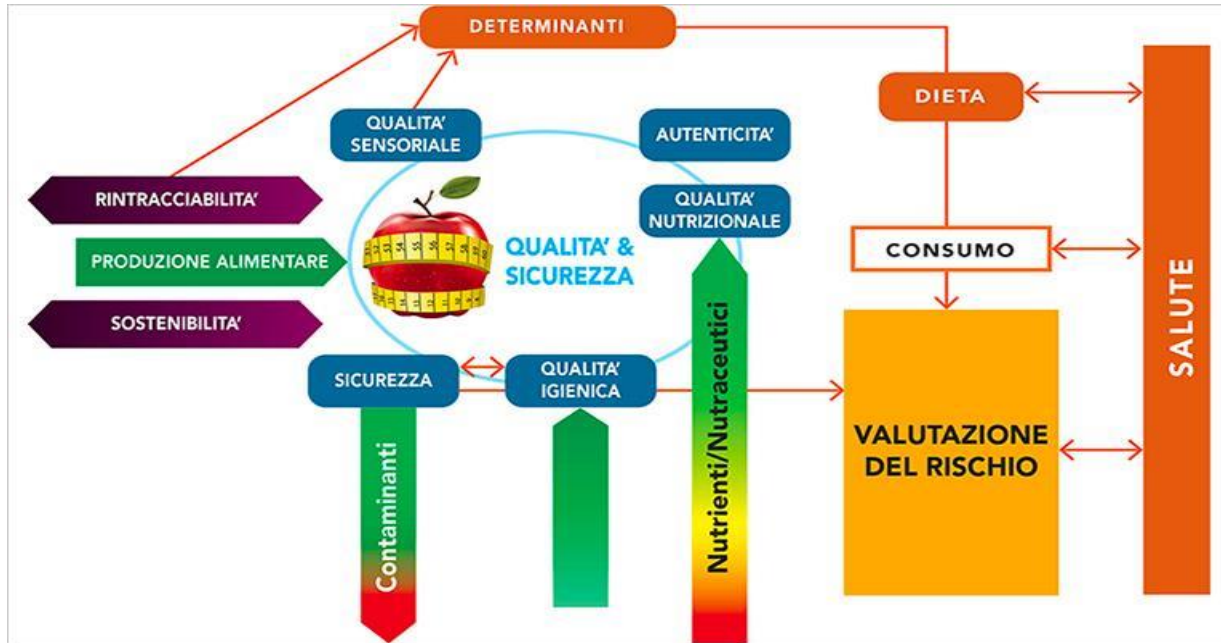 DETERMINANTI
QUALITA'
SENSORIALE
AUTENTICITA'
DIETA
RINTRACCIABILITA'
QUALITA'
NUTRIZIONALE
PRODUZIONE ALIMENTARE
QUALITA' &
SICUREZZA
CONSUMO
SOSTENIBILITA'
SICUREZZA
QUALITA'
IGIENICA
VALUTAZIONE
DEL RISCHIO
Contaminanti
Nutrienti/Nutraceutici
SALUTE